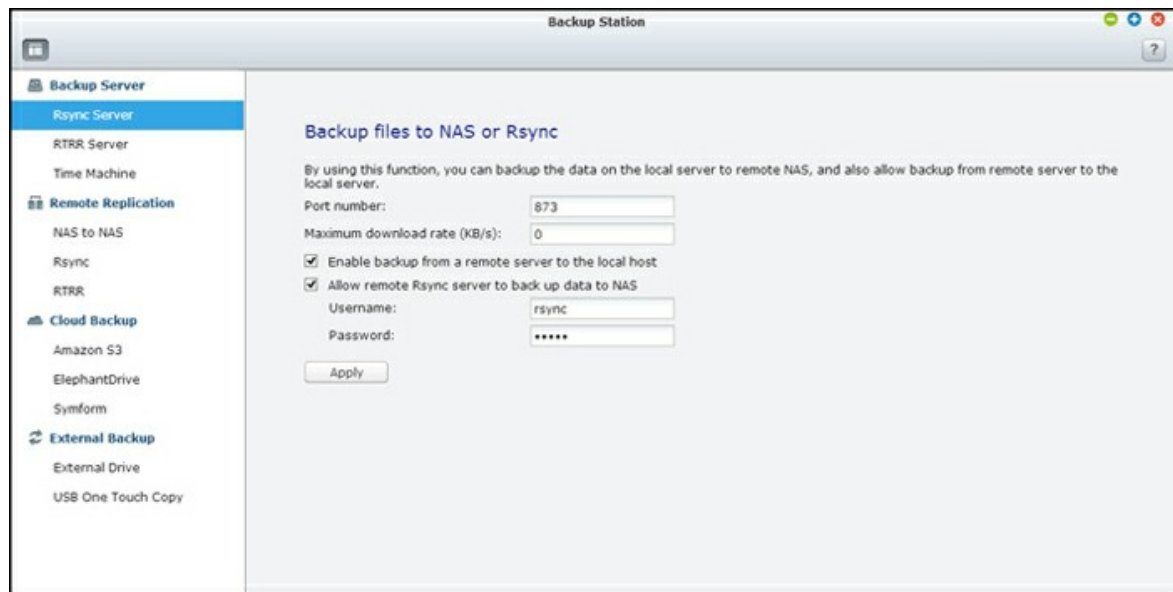 Backup Station
?
Backup Server
Rsync Server
RTRR Server
Time Machine
Remote Replication
NAS to NAS
Rsync
RTRR
Cloud Backup
Amazon S3
ElephantDrive
Symform
External Backup
External Drive
USB One Touch Copy
Backup files to NAS or Rsync
By using this function, you can backup the data on the local server to remote NAS, and also allow backup from remote server to the
local server.
Port number: 873
Maximum download rate (KB/s): 0
Enable backup from a remote server to the local host
Allow remote Rsync server to back up data to NAS
Username: rsync
Password: •••••
Apply